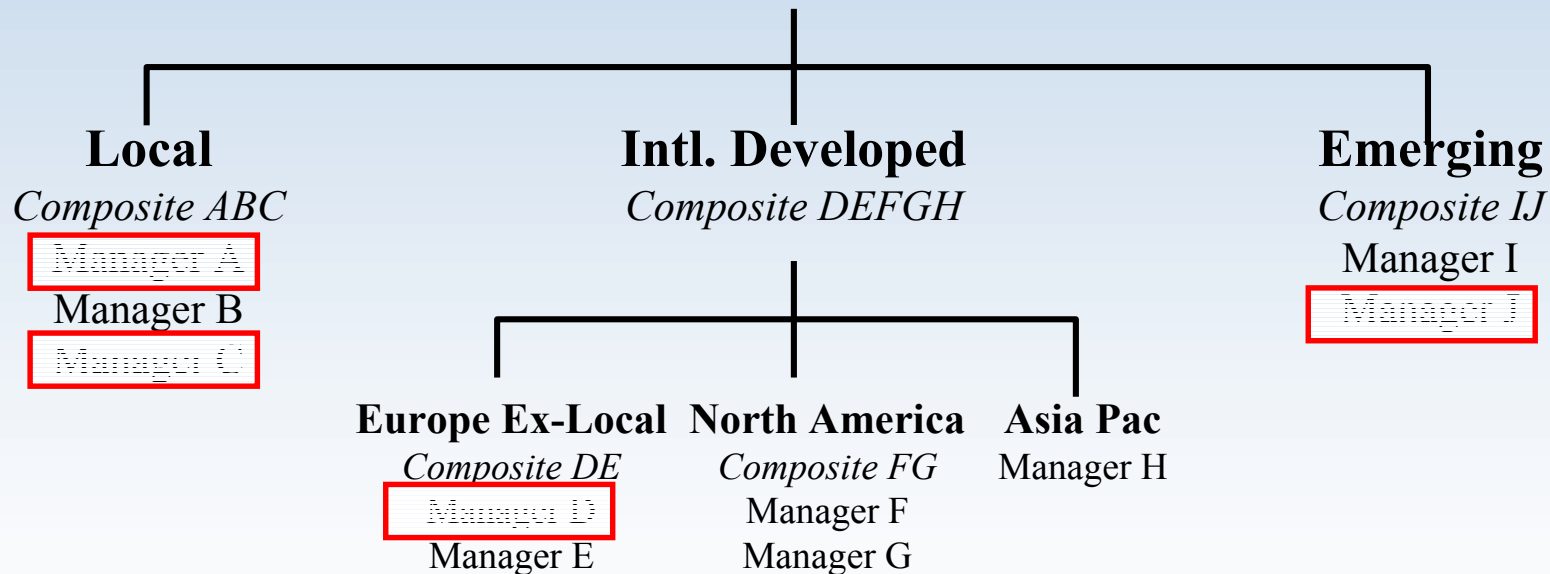 Local
Composite ABC
Manager A
Manager B
Manager C
Intl. Developed
Composite DEFGH
Europe Ex-Local
Composite DE
Manager D
Manager E
North America
Composite FG
Manager F
Manager G
Asia Pac
Manager H
Emerging
Composite IJ
Manager I
Manager J